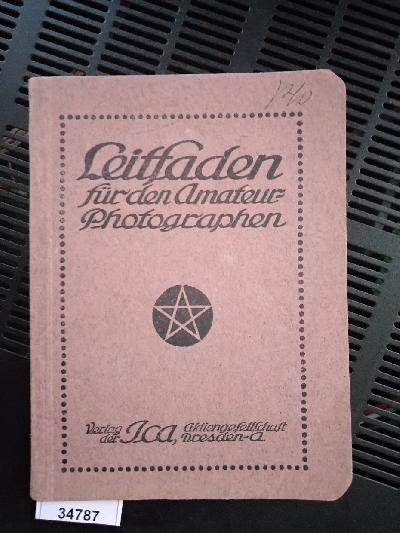 Leitfaden
für den Amateur-
Photographen
Verlag der Ica, Aktiengesellschaft Dresden-A
34787